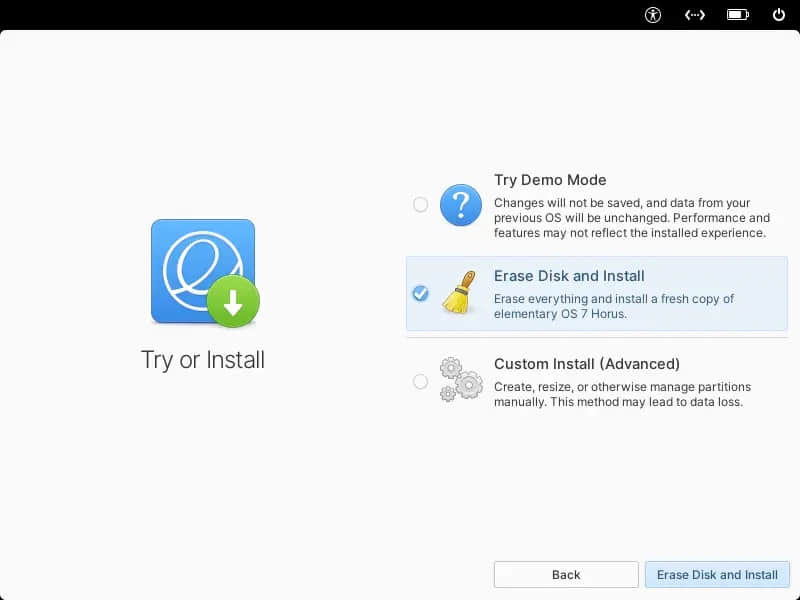 Try or Install
Try Demo Mode
Changes will not be saved, and data from your
previous OS will be unchanged. Performance and
features may not reflect the installed experience.
Erase Disk and Install
Erase everything and install a fresh copy of
elementary OS 7 Horus.
Custom Install (Advanced)
Create, resize, or otherwise manage partitions
manually. This method may lead to data loss.
Back
Erase Disk and Install